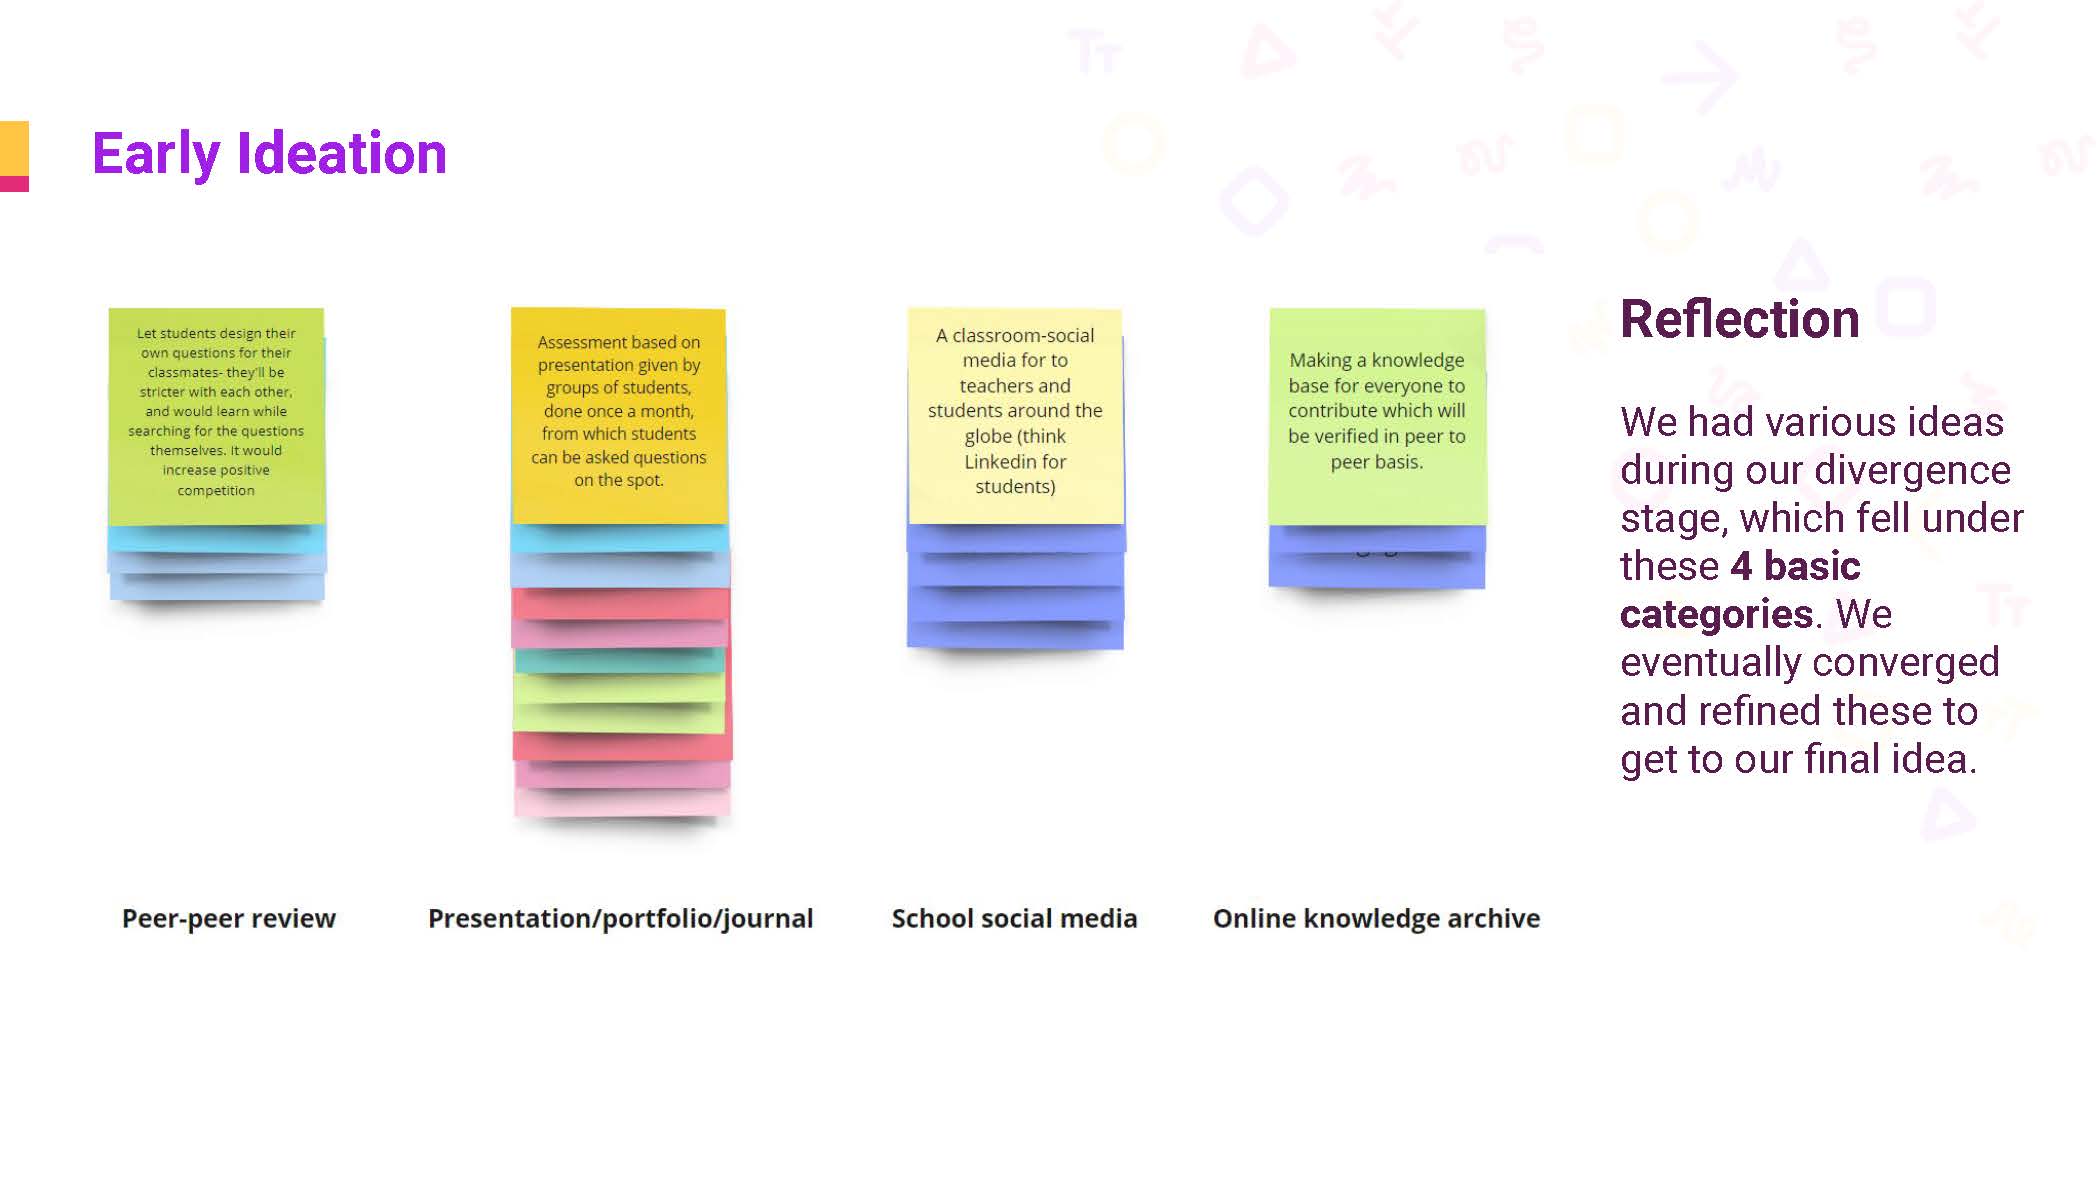 Early Ideation
Let students design their
own questions for their
classmates- they'll be
stricter with each other,
and would learn while
searching for the questions
themselves. It would
increase positive
competition
Assessment based on
presentation given by
groups of students,
done once a month,
from which students
can be asked questions
on the spot.
A classroom-social
media for to
teachers and
students around the
globe (think
Linkedin for
students)
Making a knowledge
base for everyone to
contribute which will
be verified in peer to
peer basis.
Peer-peer review
Presentation/portfolio/journal
School social media
Online knowledge archive
Reflection
We had various ideas
during our divergence
stage, which fell under
these 4 basic
categories. We
eventually converged
and refined these to
get to our final idea.